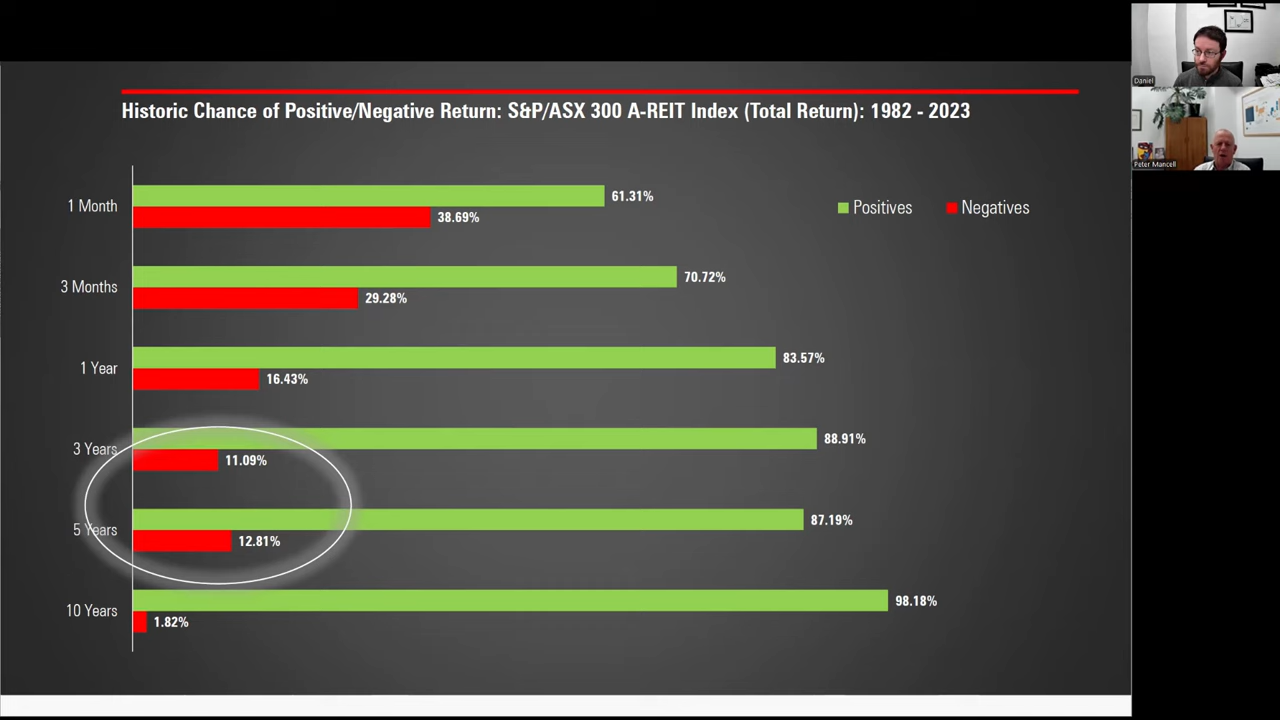 Historic Chance of Positive/Negative Return: S&P/ASX 300 A-REIT Index (Total Return): 1982 - 2023
Positives
Negatives
1 Month
61.31%
38.69%
3 Months
70.72%
29.28%
1 Year
83.57%
16.43%
3 Years
88.91%
11.09%
5 Years
87.19%
12.81%
10 Years
98.18%
1.82%
Daniel
Peter Mancell